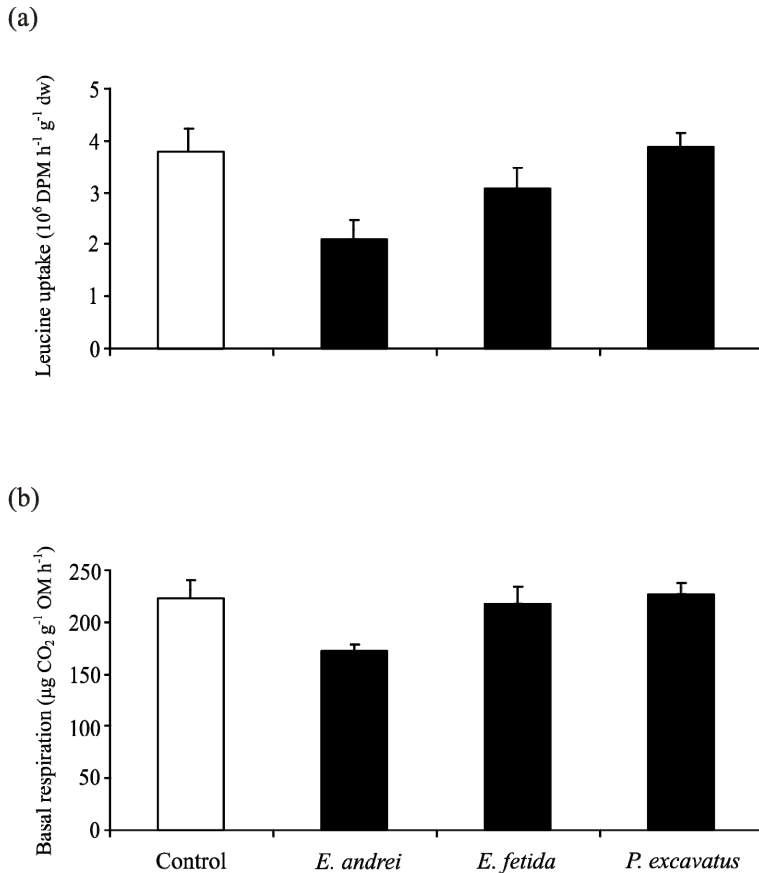 (a)
Leucine uptake (10⁶ DPM h⁻¹ g⁻¹ dw)
5
4
3
2
1
0
(b)
Basal respiration (µg CO₂ g⁻¹ OM h⁻¹)
250
200
150
100
50
0
Control E. andrei E. fetida P. excavatus